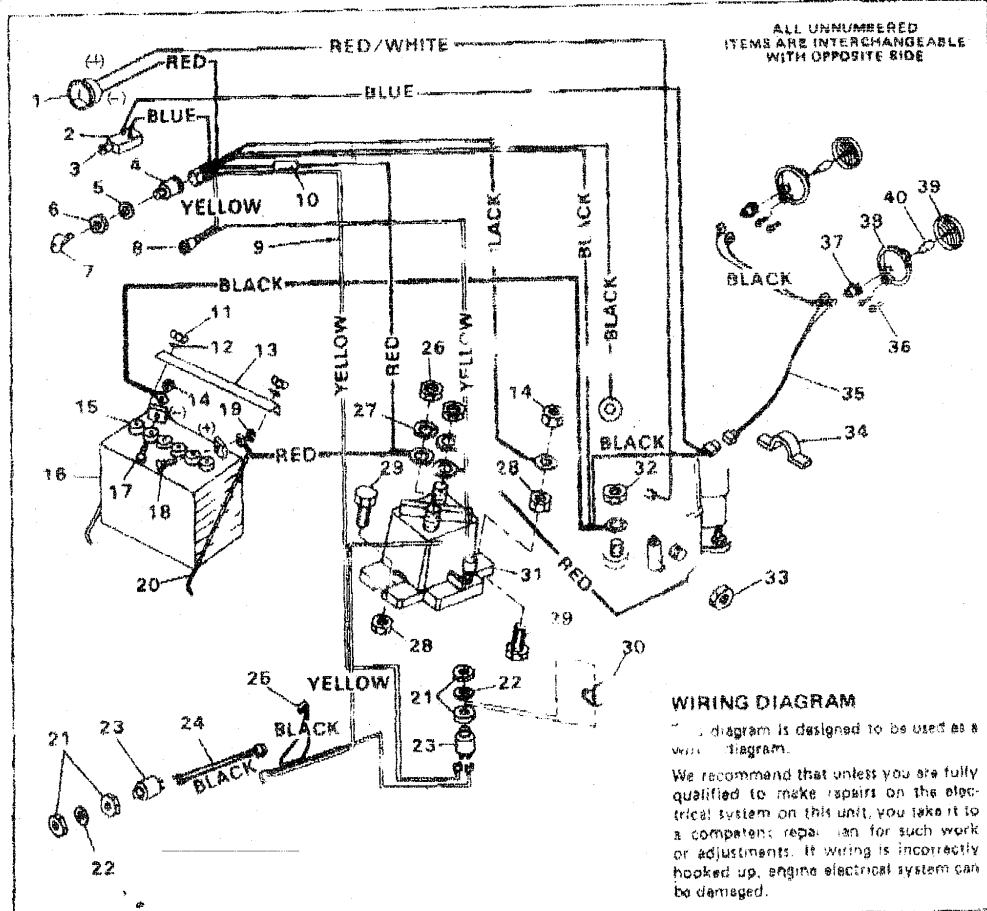 ALL UNNUMBERED
ITEMS ARE INTERCHANGEABLE
WITH OPPOSITE SIDE
RED/WHITE
(+)
RED
1
(-)
BLUE
2
BLUE
3
4
5
10
6
YELLOW
7
8
9
BLACK
BLACK
BLACK
BLACK
40
39
38
37
BLACK
36
35
34
11
12
13
YELLOW
RED
YELLOW
26
14
14
15
(-)
19
(+)
27
RED
29
28
BLACK
32
16
17
18
20
31
RED
33
28
29
30
25
YELLOW
21
22
23
24
BLACK
21
23
BLACK
22
WIRING DIAGRAM
diagram is designed to be used as a
diagram.
We recommend that unless you are fully
qualified to make repairs on the elec-
trical system on this unit, you take it to
a competent for such work
or adjustments. If wiring is incorrectly
hooked up, engine electrical system can
be damaged.